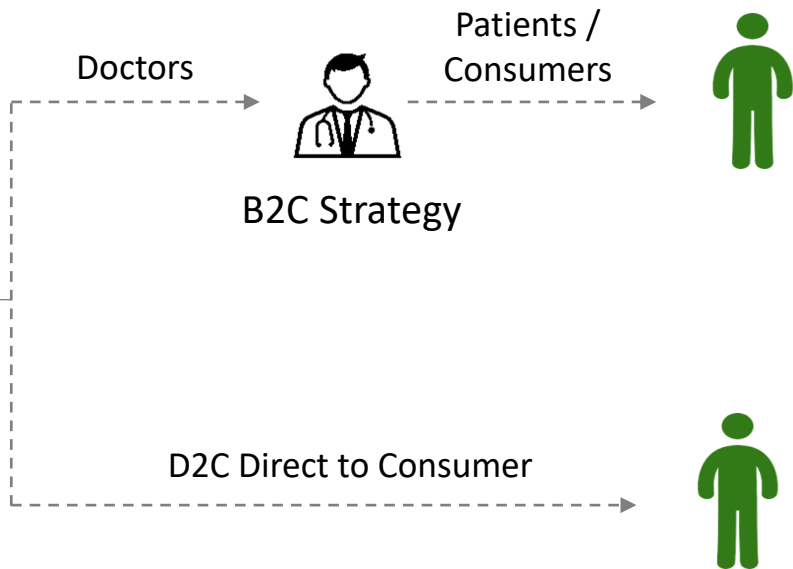 Doctors
Patients /
Consumers
B2C Strategy
D2C Direct to Consumer